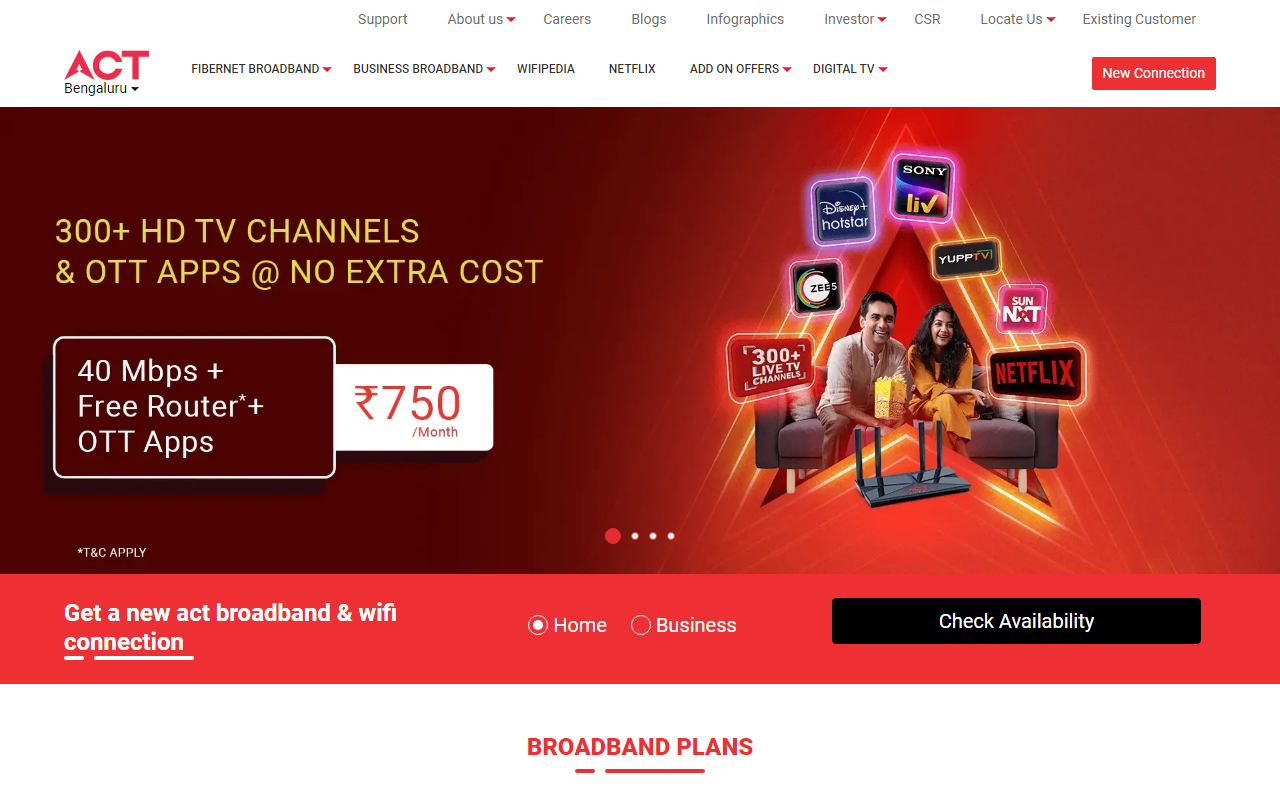 Support About us Careers Blogs Infographics Investor CSR Locate Us Existing Customer
ACT
Bengaluru
FIBERNET BROADBAND BUSINESS BROADBAND WIFIPEDIA NETFLIX ADD ON OFFERS DIGITAL TV
New Connection
300+ HD TV CHANNELS
& OTT APPS @ NO EXTRA COST
40 Mbps +
Free Router*+
OTT Apps
₹750
/Month
*T&C APPLY
SONY
liv
Disney+
hotstar
YUPPTV
ZEE5
SUN
NXT
300+
LIVE TV
CHANNELS
NETFLIX
Get a new act broadband & wifi
connection
Home Business
Check Availability
BROADBAND PLANS